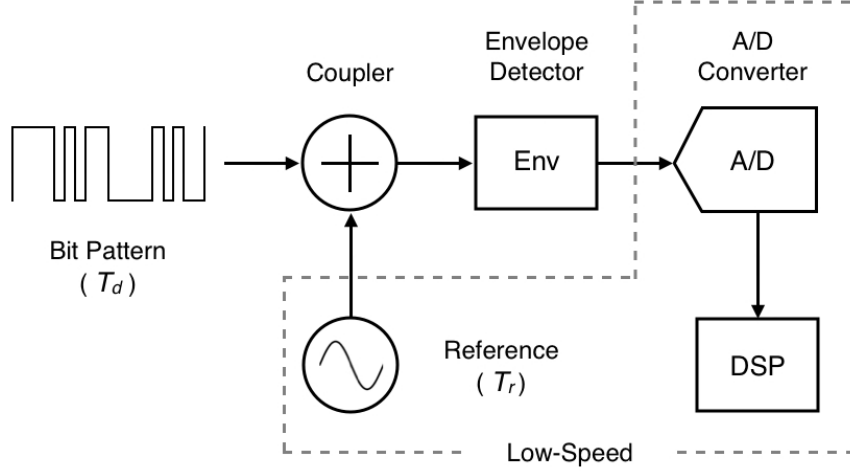 Envelope
Detector
A/D
Converter
Coupler
Env
A/D
Bit Pattern
( Td )
Reference
( Tr )
DSP
Low-Speed